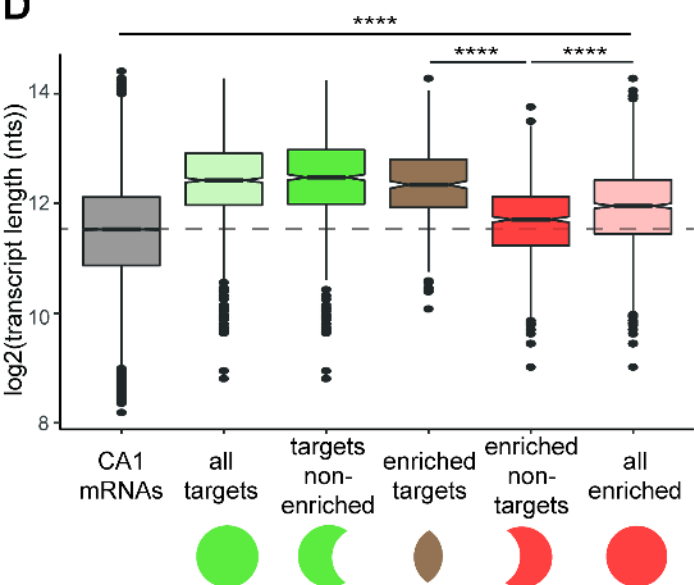 D
****
**** ****
log2(transcript length (nts))
14
12
10
8
CA1
mRNAs
all
targets
targets
non-
enriched
enriched
targets
enriched
non-
targets
all
enriched